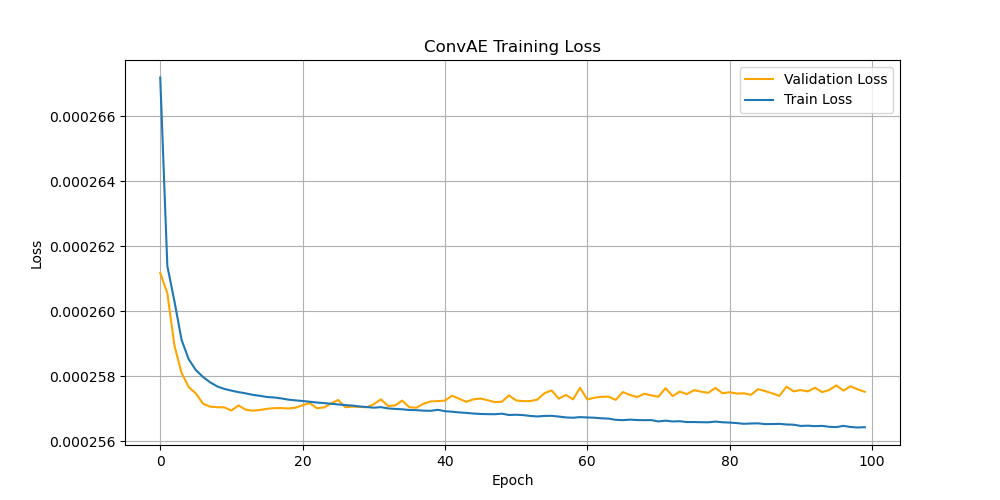 ConvAE Training Loss
Validation Loss
Train Loss
Loss
0.000266
0.000264
0.000262
0.000260
0.000258
0.000256
0 20 40 60 80 100
Epoch